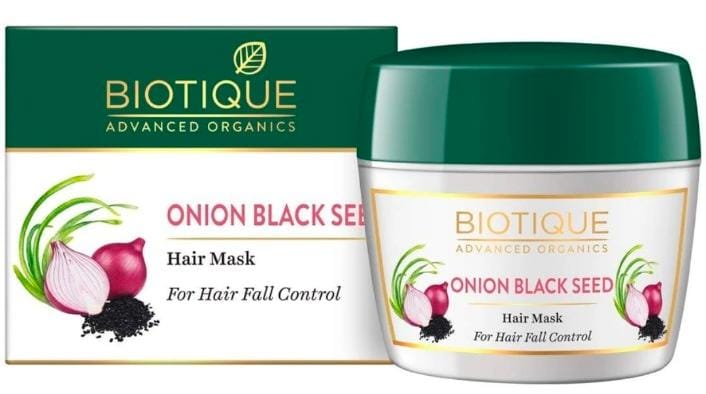 BIOTIQUE
ADVANCED ORGANICS
ONION BLACK SEE
Hair Mask
For Hair Fall Control
BIOTIQUE
ADVANCED ORGANICS
ONION BLACK SEED
Hair Mask
For Hair Fall Control